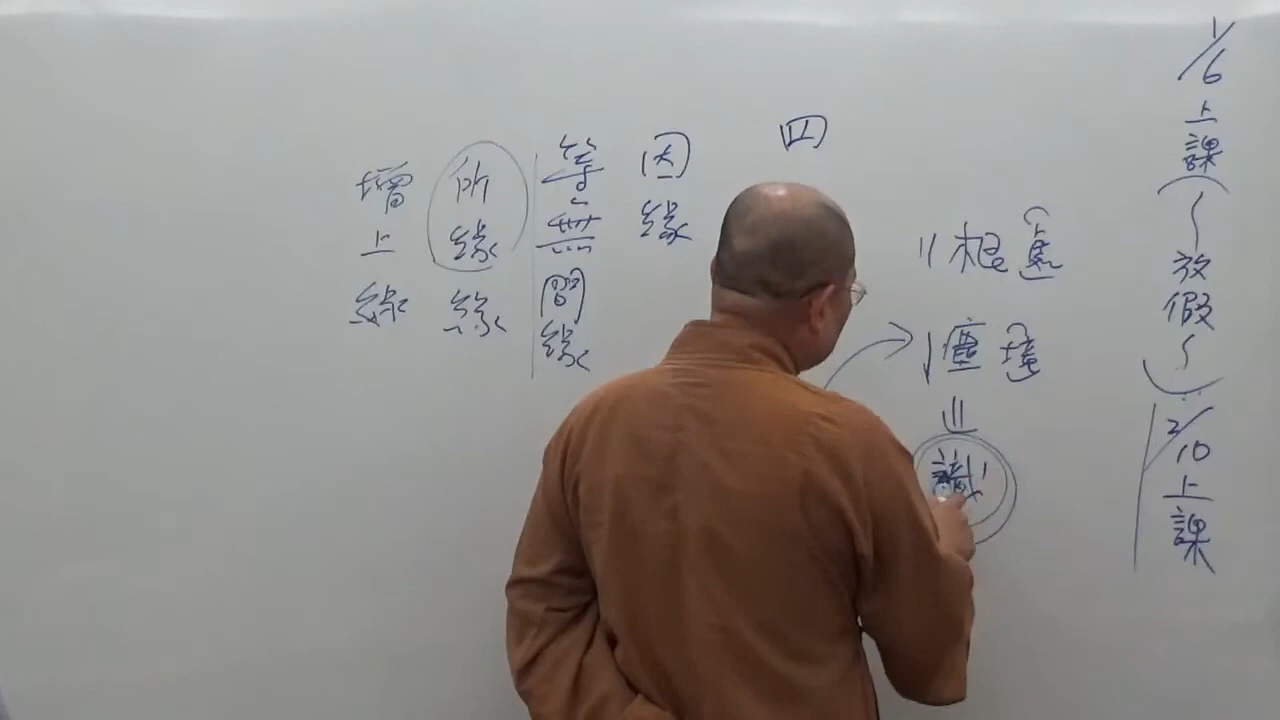 1/6上課
(~放假~)
2/10上課
根
塵境
識
四
因緣
等無間緣
所緣緣
增上緣